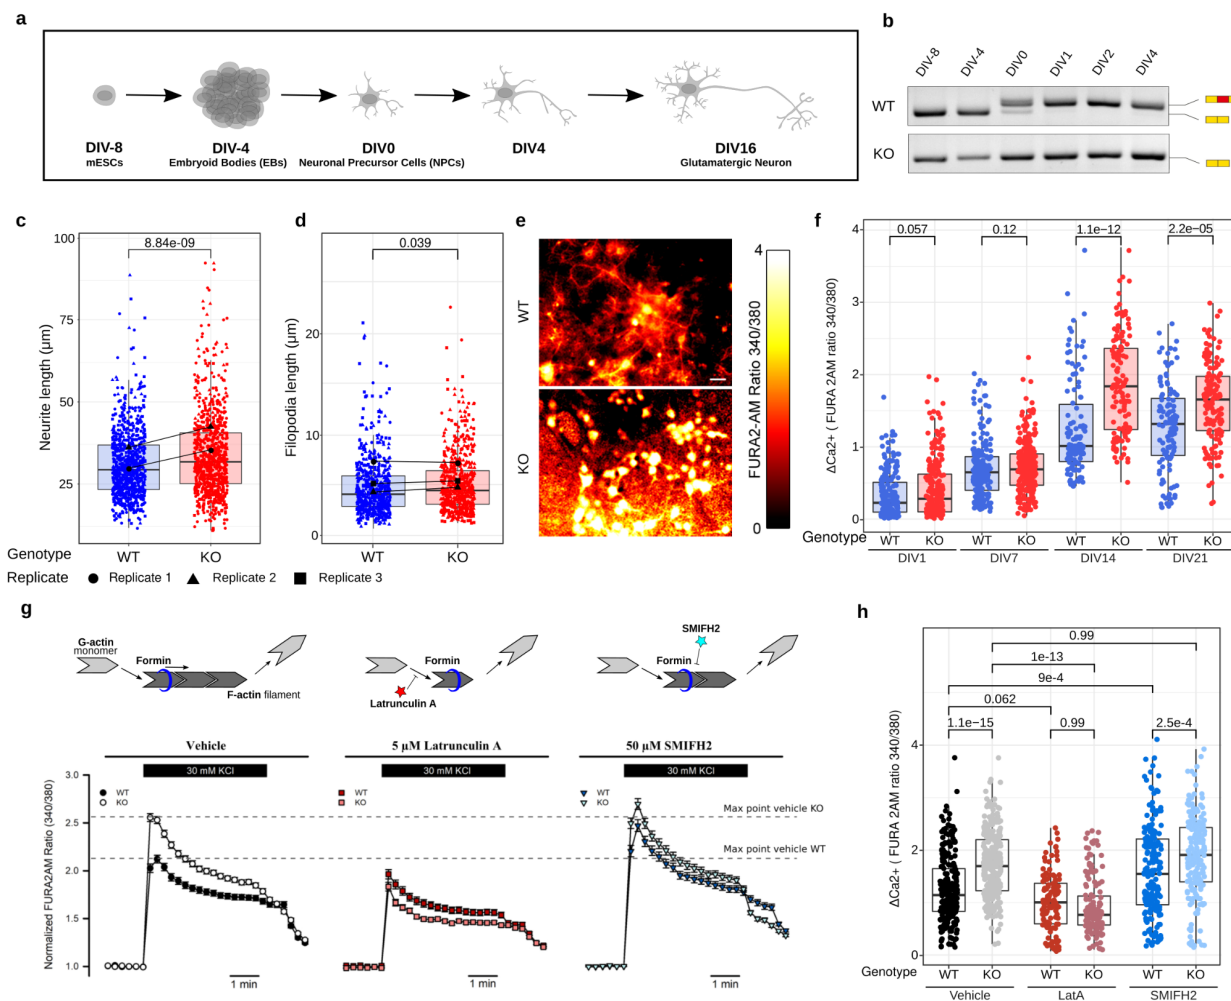 a
DIV-8
mESCs
DIV-4
Embryoid Bodies (EBs)
DIV0
Neuronal Precursor Cells (NPCs)
DIV4
DIV16
Glutamatergic Neuron
b
DIV-8
DIV-4
DIV0
DIV1
DIV2
DIV4
WT
KO
c
Neurite length (μm)
100
75
50
25
8.84e-09
Genotype
WT
KO
d
Filopodia length (μm)
20
10
5
0
0.039
WT
KO
Replicate
Replicate 1
Replicate 2
Replicate 3
e
WT
KO
4
FURA2-AM Ratio 340/380
0
f
ΔCa2+ ( FURA 2AM ratio 340/380)
4
3
2
1
0
0.057
0.12
1.1e−12
2.2e−05
Genotype
WT
KO
WT
KO
WT
KO
WT
KO
DIV1
DIV7
DIV14
DIV21
g
G-actin
monomer
Formin
F-actin filament
Formin
Latrunculin A
SMIFH2
Formin
Vehicle
5 μM Latrunculin A
50 μM SMIFH2
30 mM KCl
30 mM KCl
30 mM KCl
Normalized FURA2AM Ratio (340/380)
3.0
2.5
2.0
1.5
1.0
WT
KO
WT
KO
WT
KO
Max point vehicle KO
Max point vehicle WT
1 min
1 min
1 min
h
ΔCa2+ ( FURA 2AM ratio 340/380)
4
2
0
0.99
1e-13
9e-4
0.062
1.1e−15
0.99
2.5e-4
Genotype
WT
KO
WT
KO
WT
KO
Vehicle
LatA
SMIFH2